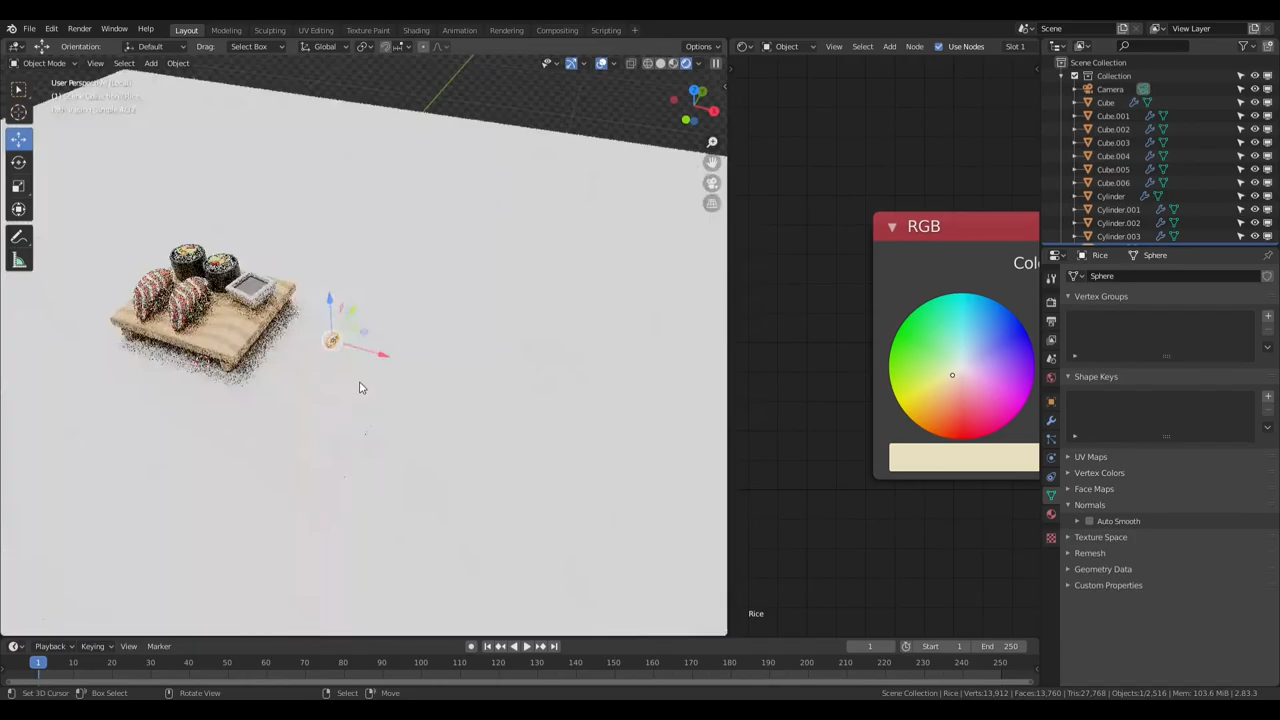 File Edit Render Window Help Layout Modeling Sculpting UV Editing Texture Paint Shading Animation Rendering Compositing Scripting + Scene View Layer
Orientation: Default Drag: Select Box Global Options Object View Select Add Node Use Nodes Slot 1
Object Mode View Select Add Object
Scene Collection
Collection
Camera
Cube
Cube.001
Cube.002
Cube.003
Cube.004
Cube.005
Cube.006
Cylinder
Cylinder.001
Cylinder.002
Cylinder.003
User Perspective (Local)
RGB
Colo
Rice Sphere
Sphere
Vertex Groups
Shape Keys
UV Maps
Vertex Colors
Face Maps
Normals
Auto Smooth
Texture Space
Remesh
Geometry Data
Custom Properties
Rice
Playback Keying View Marker 1 Start 1 End 250
1 10 20 30 40 50 60 70 80 90 100 110 120 130 140 150 160 170 180 190 200 210 220 230 240 250
Set 3D Cursor Box Select Rotate View Select Move Scene Collection | Rice | Verts:13,912 | Faces:13,760 | Tris:27,768 | Objects:1/2,516 | Mem: 103.6 MiB | 2.83.3